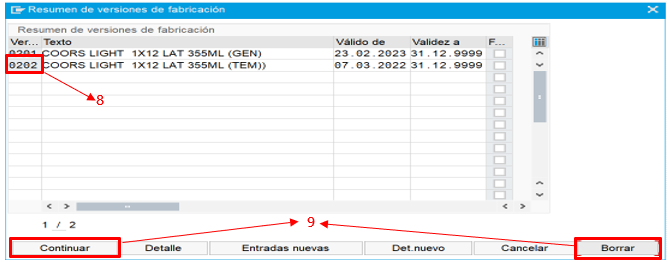 Resumen de versiones de fabricación
Resumen de versiones de fabricación
Ver... Texto Válido de Validez a F...
0201 COORS LIGHT 1X12 LAT 355ML (GEN) 23.02.2023 31.12.9999
0202 COORS LIGHT 1X12 LAT 355ML (TEM)) 07.03.2022 31.12.9999
8
1 / 2
9
Continuar Detalle Entradas nuevas Det.nuevo Cancelar Borrar